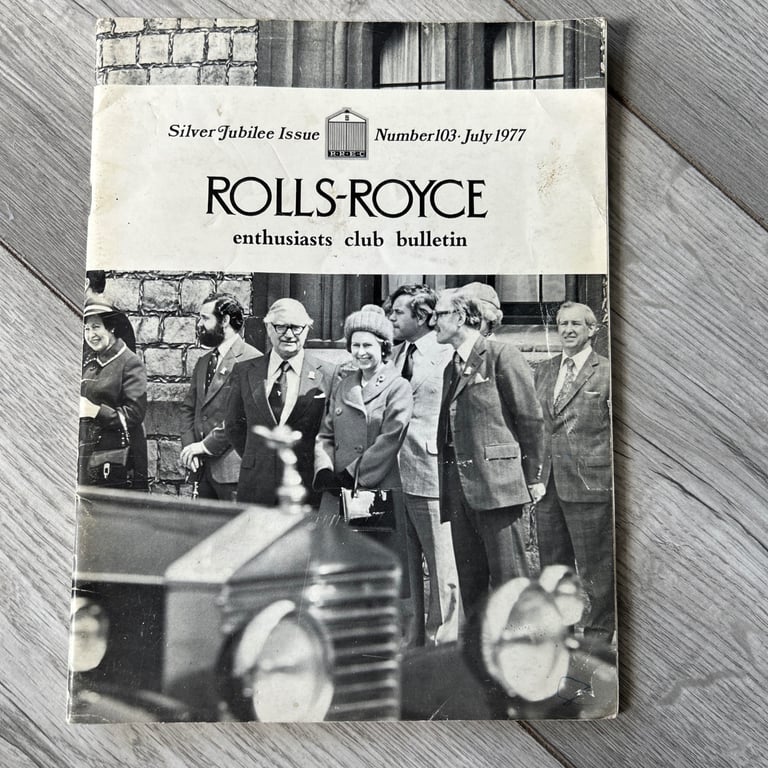 Silver Jubilee Issue Number 103 · July 1977
R·R·E·C
ROLLS-ROYCE
enthusiasts club bulletin